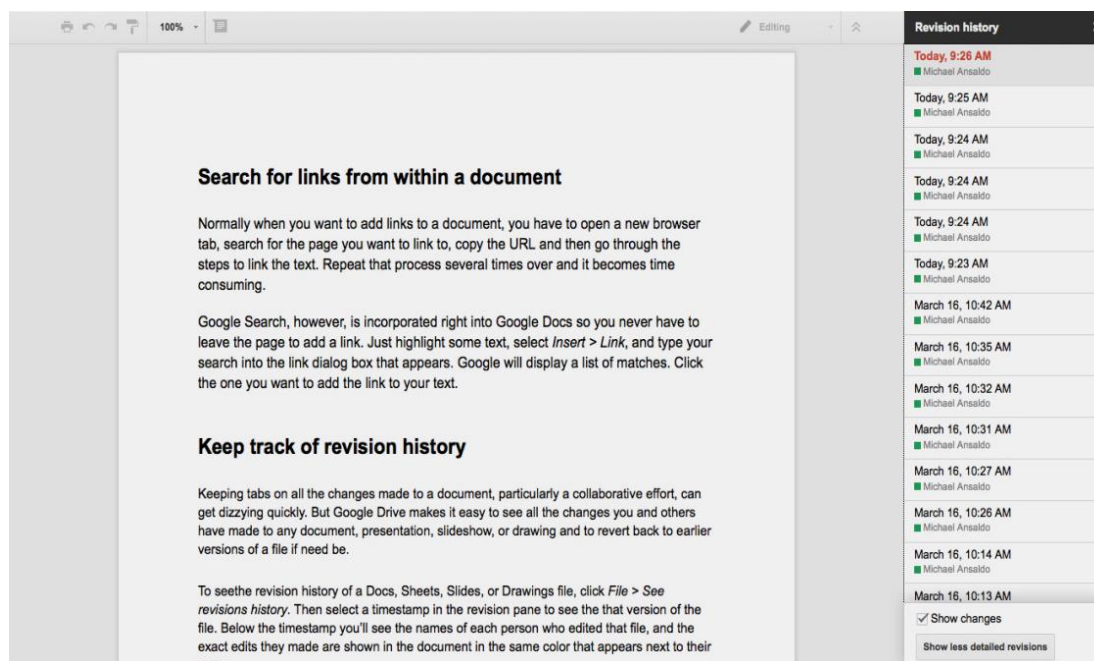 100%
Editing
Search for links from within a document
Normally when you want to add links to a document, you have to open a new browser
tab, search for the page you want to link to, copy the URL and then go through the
steps to link the text. Repeat that process several times over and it becomes time
consuming.
Google Search, however, is incorporated right into Google Docs so you never have to
leave the page to add a link. Just highlight some text, select Insert > Link, and type your
search into the link dialog box that appears. Google will display a list of matches. Click
the one you want to add the link to your text.
Keep track of revision history
Keeping tabs on all the changes made to a document, particularly a collaborative effort, can
get dizzying quickly. But Google Drive makes it easy to see all the changes you and others
have made to any document, presentation, slideshow, or drawing and to revert back to earlier
versions of a file if need be.
To seethe revision history of a Docs, Sheets, Slides, or Drawings file, click File > See
revisions history. Then select a timestamp in the revision pane to see the that version of the
file. Below the timestamp you'll see the names of each person who edited that file, and the
exact edits they made are shown in the document in the same color that appears next to their
Revision history
Today, 9:26 AM
Michael Ansaldo
Today, 9:25 AM
Michael Ansaldo
Today, 9:24 AM
Michael Ansaldo
Today, 9:24 AM
Michael Ansaldo
Today, 9:24 AM
Michael Ansaldo
Today, 9:23 AM
Michael Ansaldo
March 16, 10:42 AM
Michael Ansaldo
March 16, 10:35 AM
Michael Ansaldo
March 16, 10:32 AM
Michael Ansaldo
March 16, 10:31 AM
Michael Ansaldo
March 16, 10:27 AM
Michael Ansaldo
March 16, 10:26 AM
Michael Ansaldo
March 16, 10:14 AM
Michael Ansaldo
March 16, 10:13 AM
Show changes
Show less detailed revisions